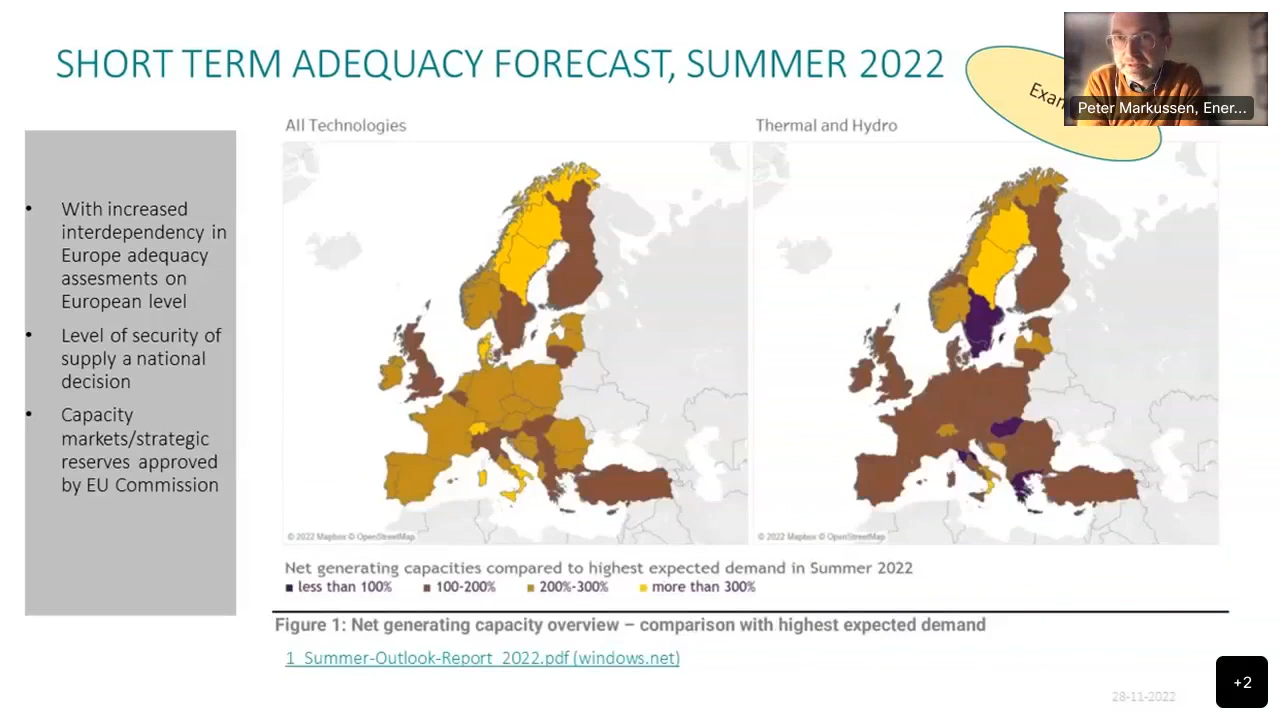 SHORT TERM ADEQUACY FORECAST, SUMMER 2022
Peter Markussen, Ener...
All Technologies
Thermal and Hydro
• With increased
interdependency in
Europe adequacy
assesments on
European level
• Level of security of
supply a national
decision
• Capacity
markets/strategic
reserves approved
by EU Commission
© 2022 Mapbox © OpenStreetMap
© 2022 Mapbox © OpenStreetMap
Net generating capacities compared to highest expected demand in Summer 2022
less than 100% 100-200% 200%-300% more than 300%
Figure 1: Net generating capacity overview – comparison with highest expected demand
1_Summer-Outlook-Report_2022.pdf (windows.net)
28-11-2022
+2